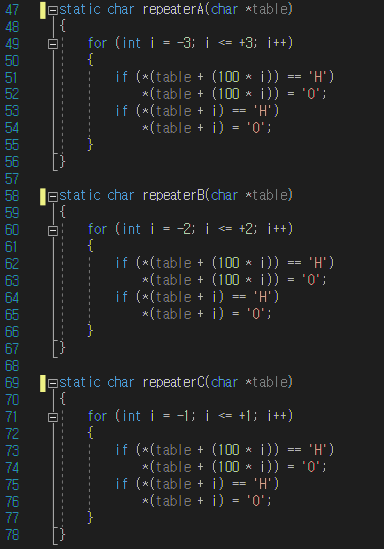 47 static char repeaterA(char *table)
48 {
49 for (int i = -3; i <= +3; i++)
50 {
51 if (*(table + (100 * i)) == 'H')
52 *(table + (100 * i)) = 'O';
53 if (*(table + i) == 'H')
54 *(table + i) = 'O';
55 }
56 }
57
58 static char repeaterB(char *table)
59 {
60 for (int i = -2; i <= +2; i++)
61 {
62 if (*(table + (100 * i)) == 'H')
63 *(table + (100 * i)) = 'O';
64 if (*(table + i) == 'H')
65 *(table + i) = 'O';
66 }
67 }
68
69 static char repeaterC(char *table)
70 {
71 for (int i = -1; i <= +1; i++)
72 {
73 if (*(table + (100 * i)) == 'H')
74 *(table + (100 * i)) = 'O';
75 if (*(table + i) == 'H')
76 *(table + i) = 'O';
77 }
78 }